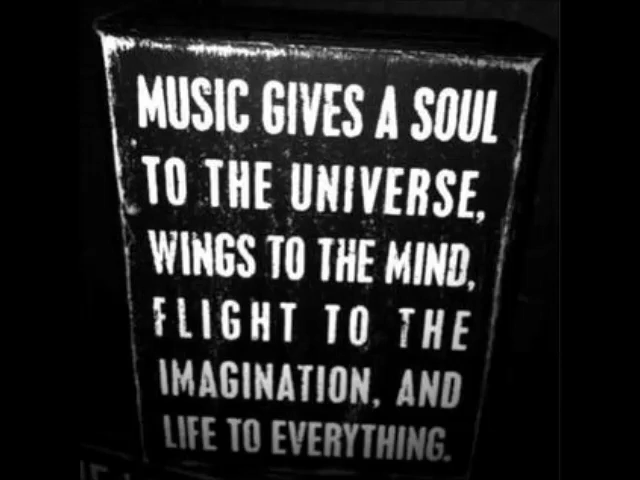 MUSIC GIVES A SOUL
TO THE UNIVERSE,
WINGS TO THE MIND,
FLIGHT TO THE
IMAGINATION, AND
LIFE TO EVERYTHING.